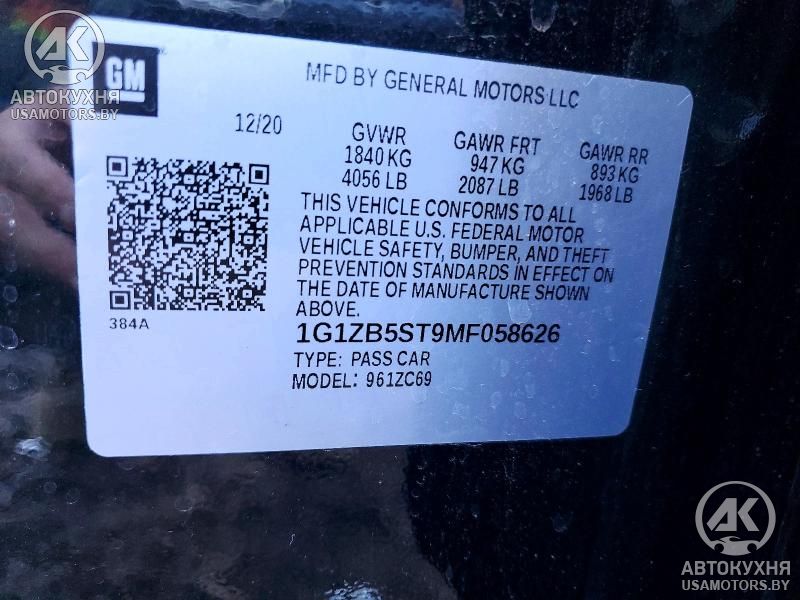 AK
АВТОКУХНЯ
USAMOTORS.BY
GM
MFD BY GENERAL MOTORS LLC
12/20
GVWR GAWR FRT GAWR RR
1840 KG 947 KG 893 KG
4056 LB 2087 LB 1968 LB
THIS VEHICLE CONFORMS TO ALL
APPLICABLE U.S. FEDERAL MOTOR
VEHICLE SAFETY, BUMPER, AND THEFT
PREVENTION STANDARDS IN EFFECT ON
THE DATE OF MANUFACTURE SHOWN
ABOVE.
384A
1G1ZB5ST9MF058626
TYPE: PASS CAR
MODEL: 961ZC69
AK
АВТОКУХНЯ
USAMOTORS.BY